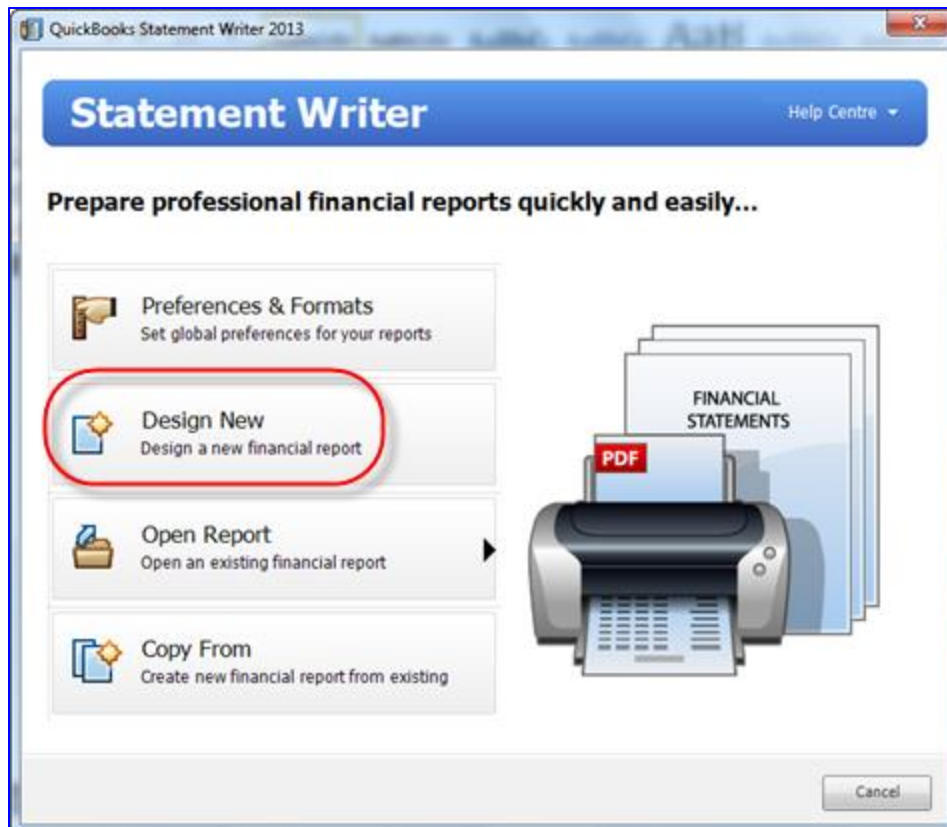 QuickBooks Statement Writer 2013
Statement Writer
Help Centre
Prepare professional financial reports quickly and easily...
Preferences & Formats
Set global preferences for your reports
Design New
Design a new financial report
Open Report
Open an existing financial report
Copy From
Create new financial report from existing
FINANCIAL
STATEMENTS
PDF
Cancel